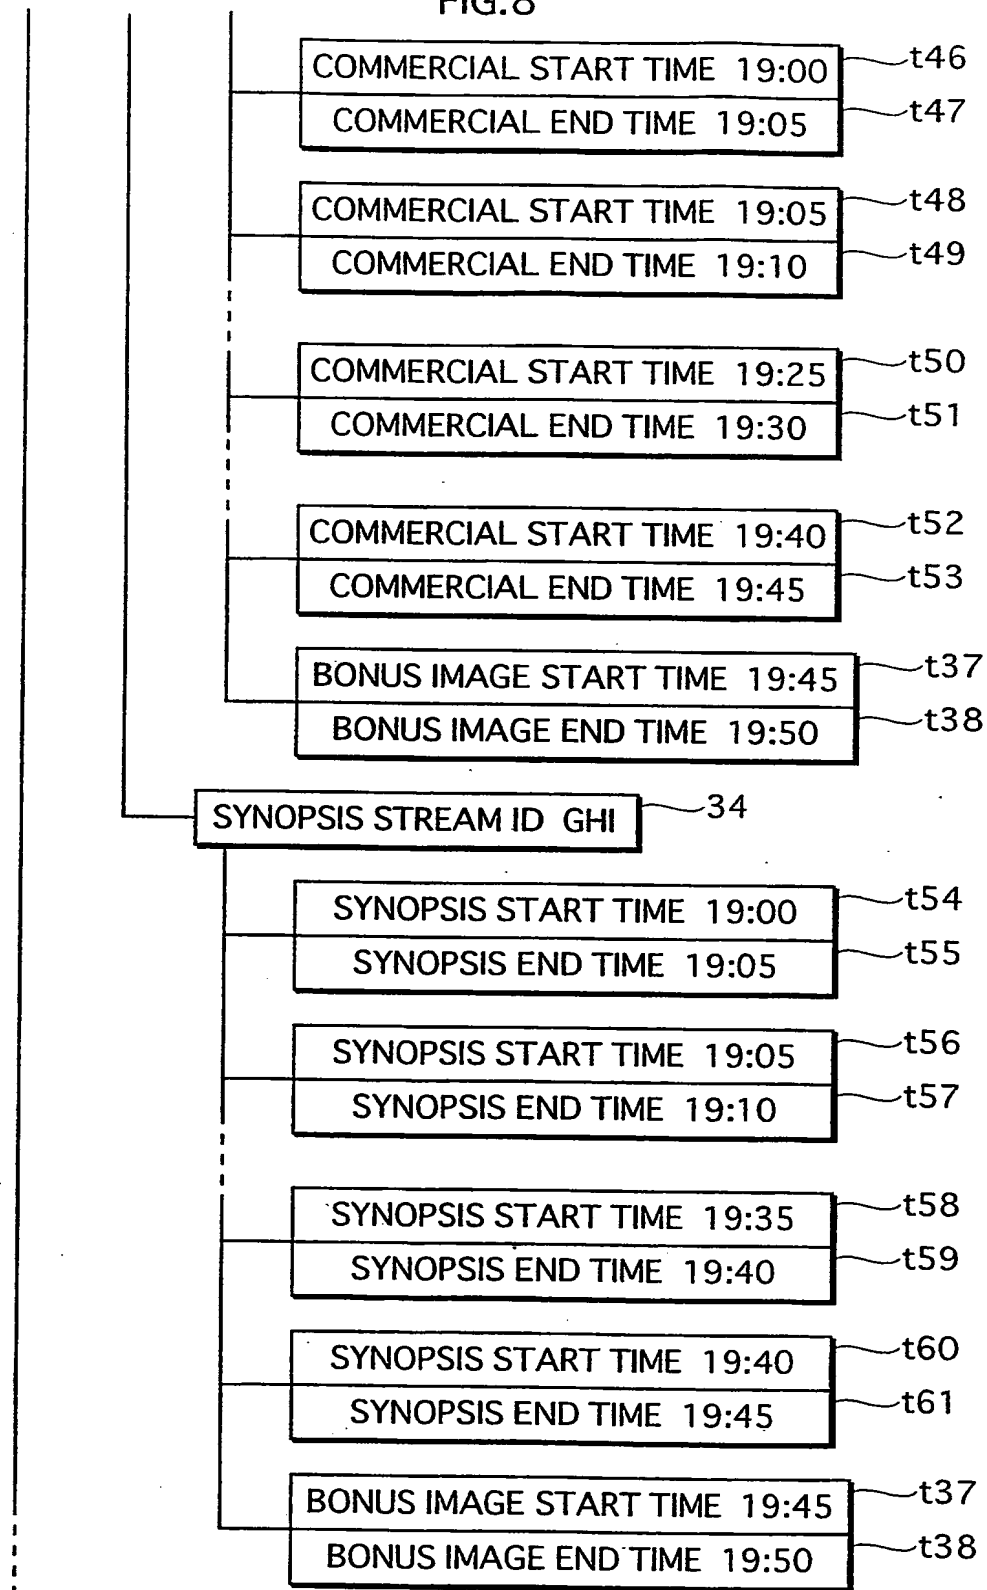 FIG.8
COMMERCIAL START TIME 19:00 t46
COMMERCIAL END TIME 19:05 t47
COMMERCIAL START TIME 19:05 t48
COMMERCIAL END TIME 19:10 t49
COMMERCIAL START TIME 19:25 t50
COMMERCIAL END TIME 19:30 t51
COMMERCIAL START TIME 19:40 t52
COMMERCIAL END TIME 19:45 t53
BONUS IMAGE START TIME 19:45 t37
BONUS IMAGE END TIME 19:50 t38
SYNOPSIS STREAM ID GHI 34
SYNOPSIS START TIME 19:00 t54
SYNOPSIS END TIME 19:05 t55
SYNOPSIS START TIME 19:05 t56
SYNOPSIS END TIME 19:10 t57
SYNOPSIS START TIME 19:35 t58
SYNOPSIS END TIME 19:40 t59
SYNOPSIS START TIME 19:40 t60
SYNOPSIS END TIME 19:45 t61
BONUS IMAGE START TIME 19:45 t37
BONUS IMAGE END TIME 19:50 t38